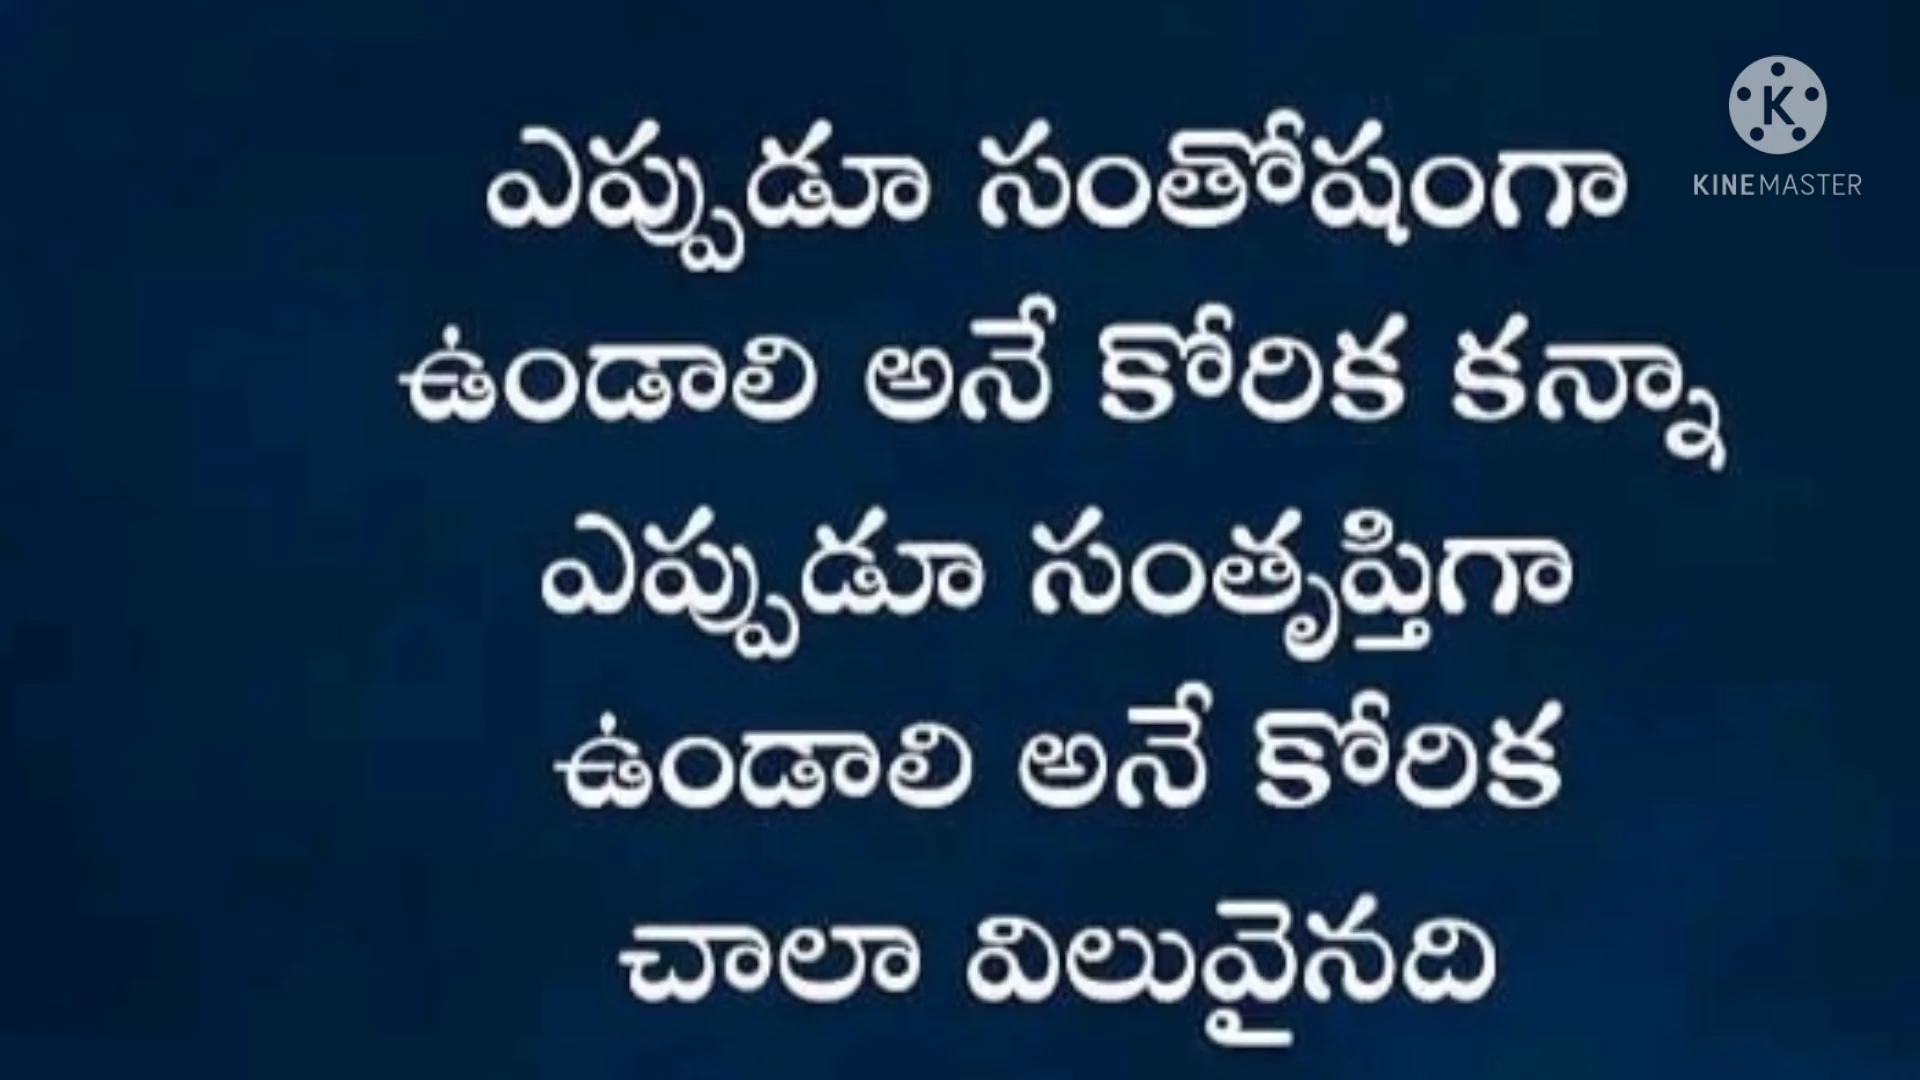 ఎప్పుడూ సంతోషంగా
ఉండాలి అనే కోరిక కన్నా
ఎప్పుడూ సంతృప్తిగా
ఉండాలి అనే కోరిక
చాలా విలువైనది
K
KINEMASTER